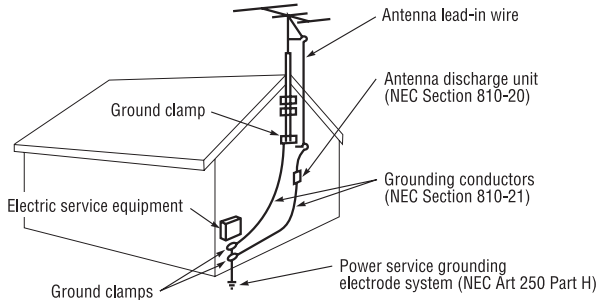 Antenna lead-in wire
Antenna discharge unit
(NEC Section 810-20)
Ground clamp
Grounding conductors
(NEC Section 810-21)
Electric service equipment
Power service grounding
electrode system (NEC Art 250 Part H)
Ground clamps